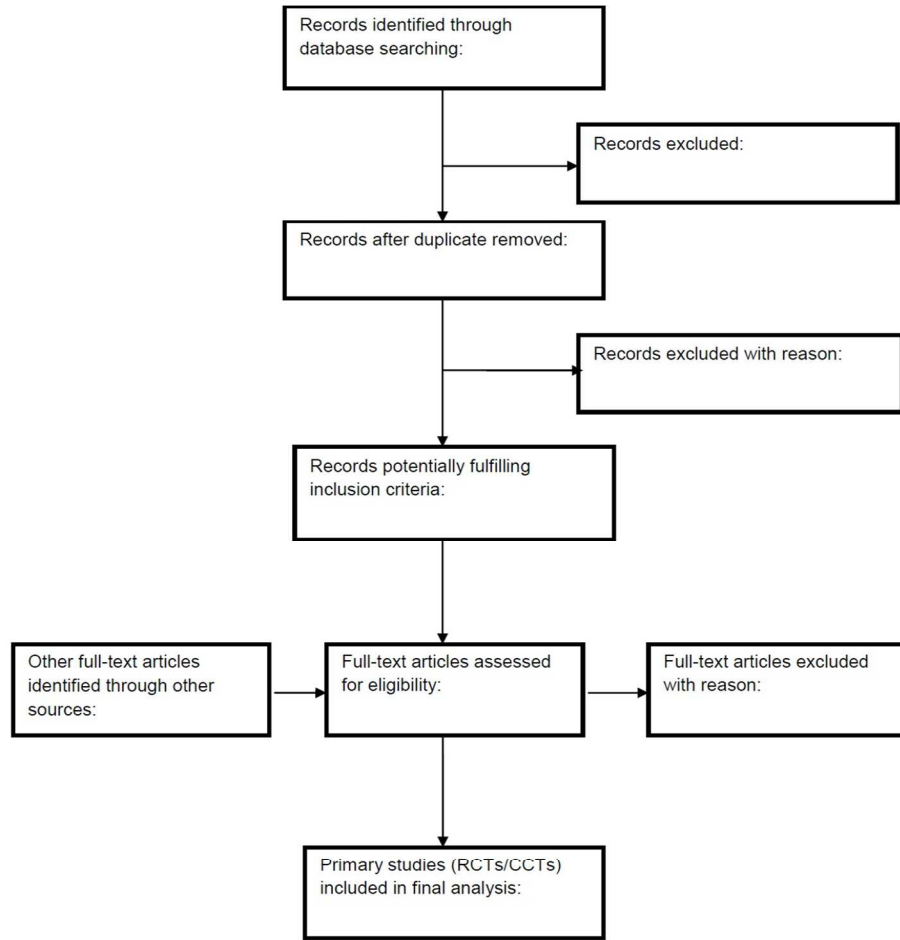 Records identified through
database searching:
Records excluded:
Records after duplicate removed:
Records excluded with reason:
Records potentially fulfilling
inclusion criteria:
Other full-text articles
identified through other
sources:
Full-text articles assessed
for eligibility:
Full-text articles excluded
with reason:
Primary studies (RCTs/CCTs)
included in final analysis: